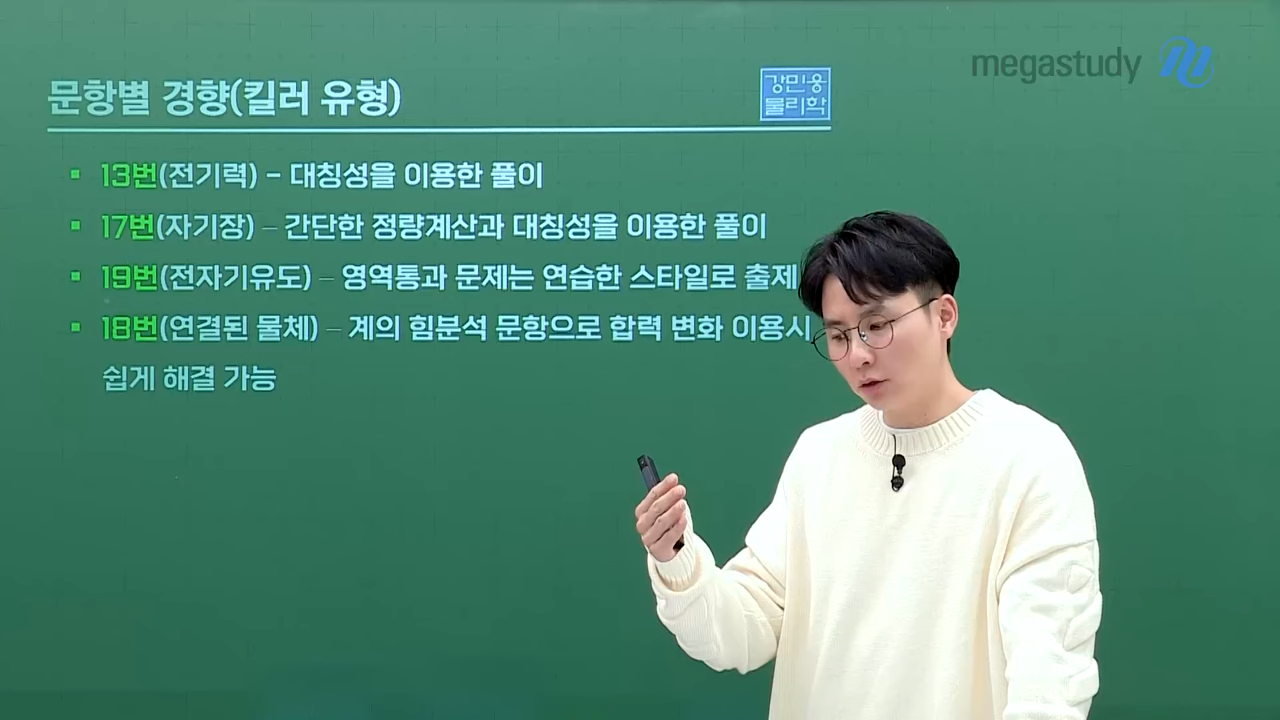 megastudy
문항별 경향(킬러 유형)
강민웅
물리학
13번(전기력) – 대칭성을 이용한 풀이
17번(자기장) – 간단한 정량계산과 대칭성을 이용한 풀이
19번(전자기유도) – 영역통과 문제는 연습한 스타일로 출제
18번(연결된 물체) – 계의 힘분석 문항으로 합력 변화 이용시
쉽게 해결 가능